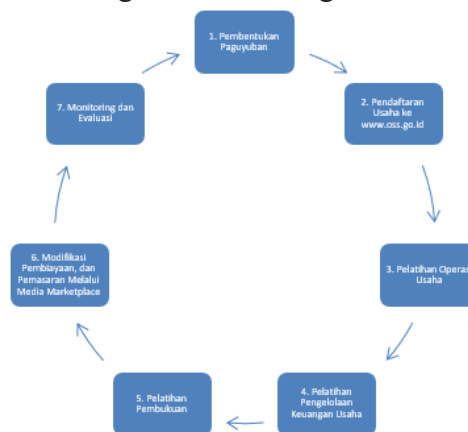 1. Pembentukan
Paguyuban
2. Pendaftaran
Usaha ke
www.oss.go.id
3. Pelatihan Operas
Usaha
4. Pelatihan
Pengelolaan
Keuangan Usaha
5. Pelatihan
Pembukuan
6. Modifikasi
Pembiayaan, dan
Pemasaran Melalui
Media Marketplace
7. Monitoring dan
Evaluasi